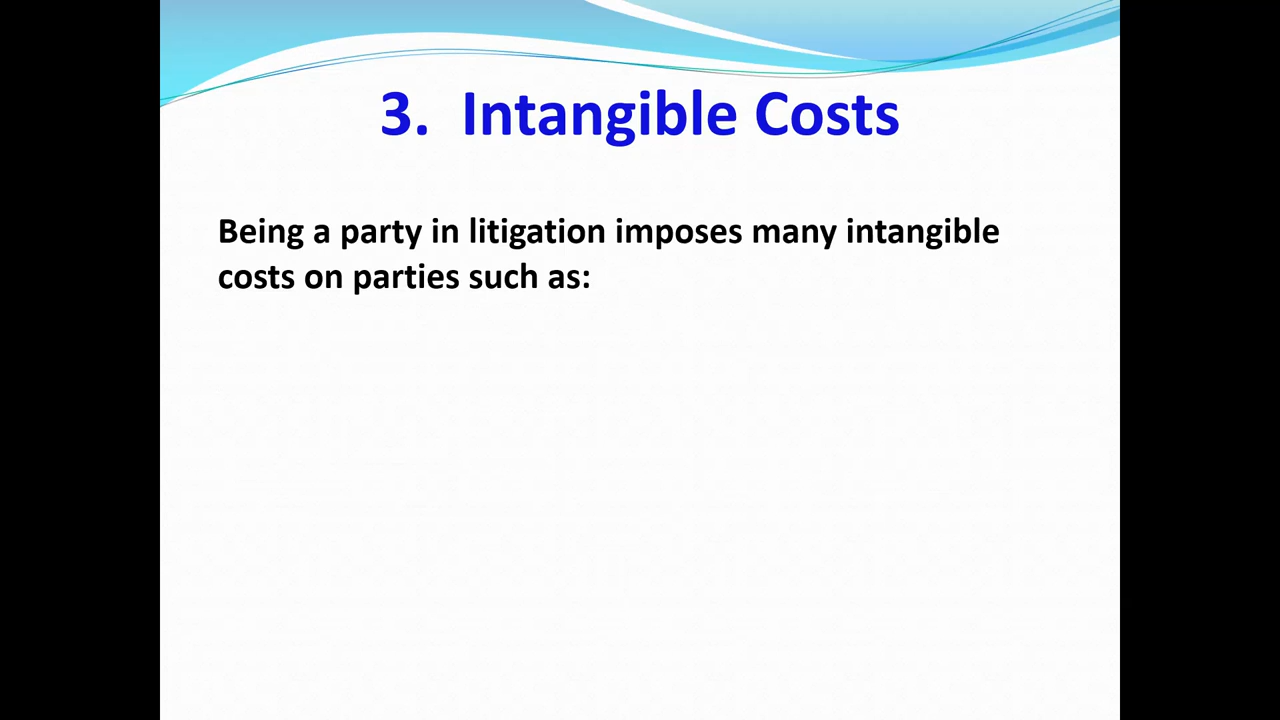 3. Intangible Costs
Being a party in litigation imposes many intangible
costs on parties such as: